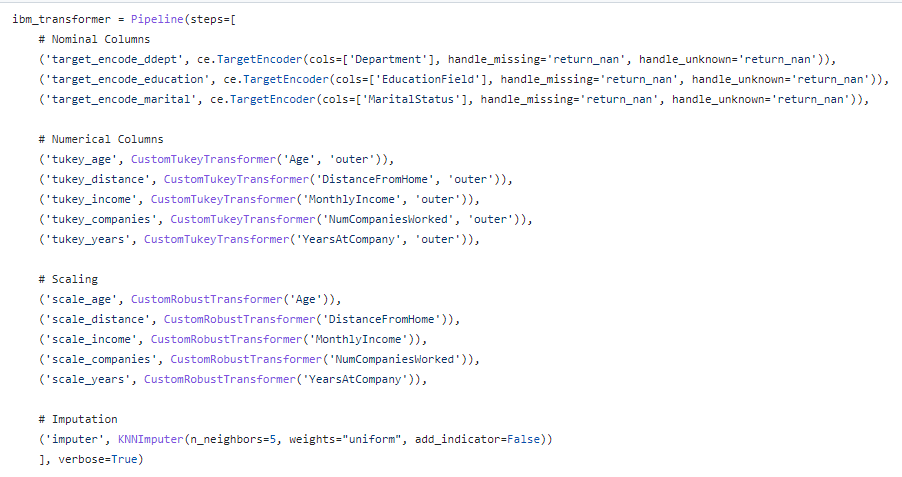 ibm_transformer = Pipeline(steps=[
    # Nominal Columns
    ('target_encode_ddept', ce.TargetEncoder(cols=['Department'], handle_missing='return_nan', handle_unknown='return_nan')),
    ('target_encode_education', ce.TargetEncoder(cols=['EducationField'], handle_missing='return_nan', handle_unknown='return_nan')),
    ('target_encode_marital', ce.TargetEncoder(cols=['MaritalStatus'], handle_missing='return_nan', handle_unknown='return_nan')),

    # Numerical Columns
    ('tukey_age', CustomTukeyTransformer('Age', 'outer')),
    ('tukey_distance', CustomTukeyTransformer('DistanceFromHome', 'outer')),
    ('tukey_income', CustomTukeyTransformer('MonthlyIncome', 'outer')),
    ('tukey_companies', CustomTukeyTransformer('NumCompaniesWorked', 'outer')),
    ('tukey_years', CustomTukeyTransformer('YearsAtCompany', 'outer')),

    # Scaling
    ('scale_age', CustomRobustTransformer('Age')),
    ('scale_distance', CustomRobustTransformer('DistanceFromHome')),
    ('scale_income', CustomRobustTransformer('MonthlyIncome')),
    ('scale_companies', CustomRobustTransformer('NumCompaniesWorked')),
    ('scale_years', CustomRobustTransformer('YearsAtCompany')),

    # Imputation
    ('imputer', KNNImputer(n_neighbors=5, weights="uniform", add_indicator=False))
    ], verbose=True)